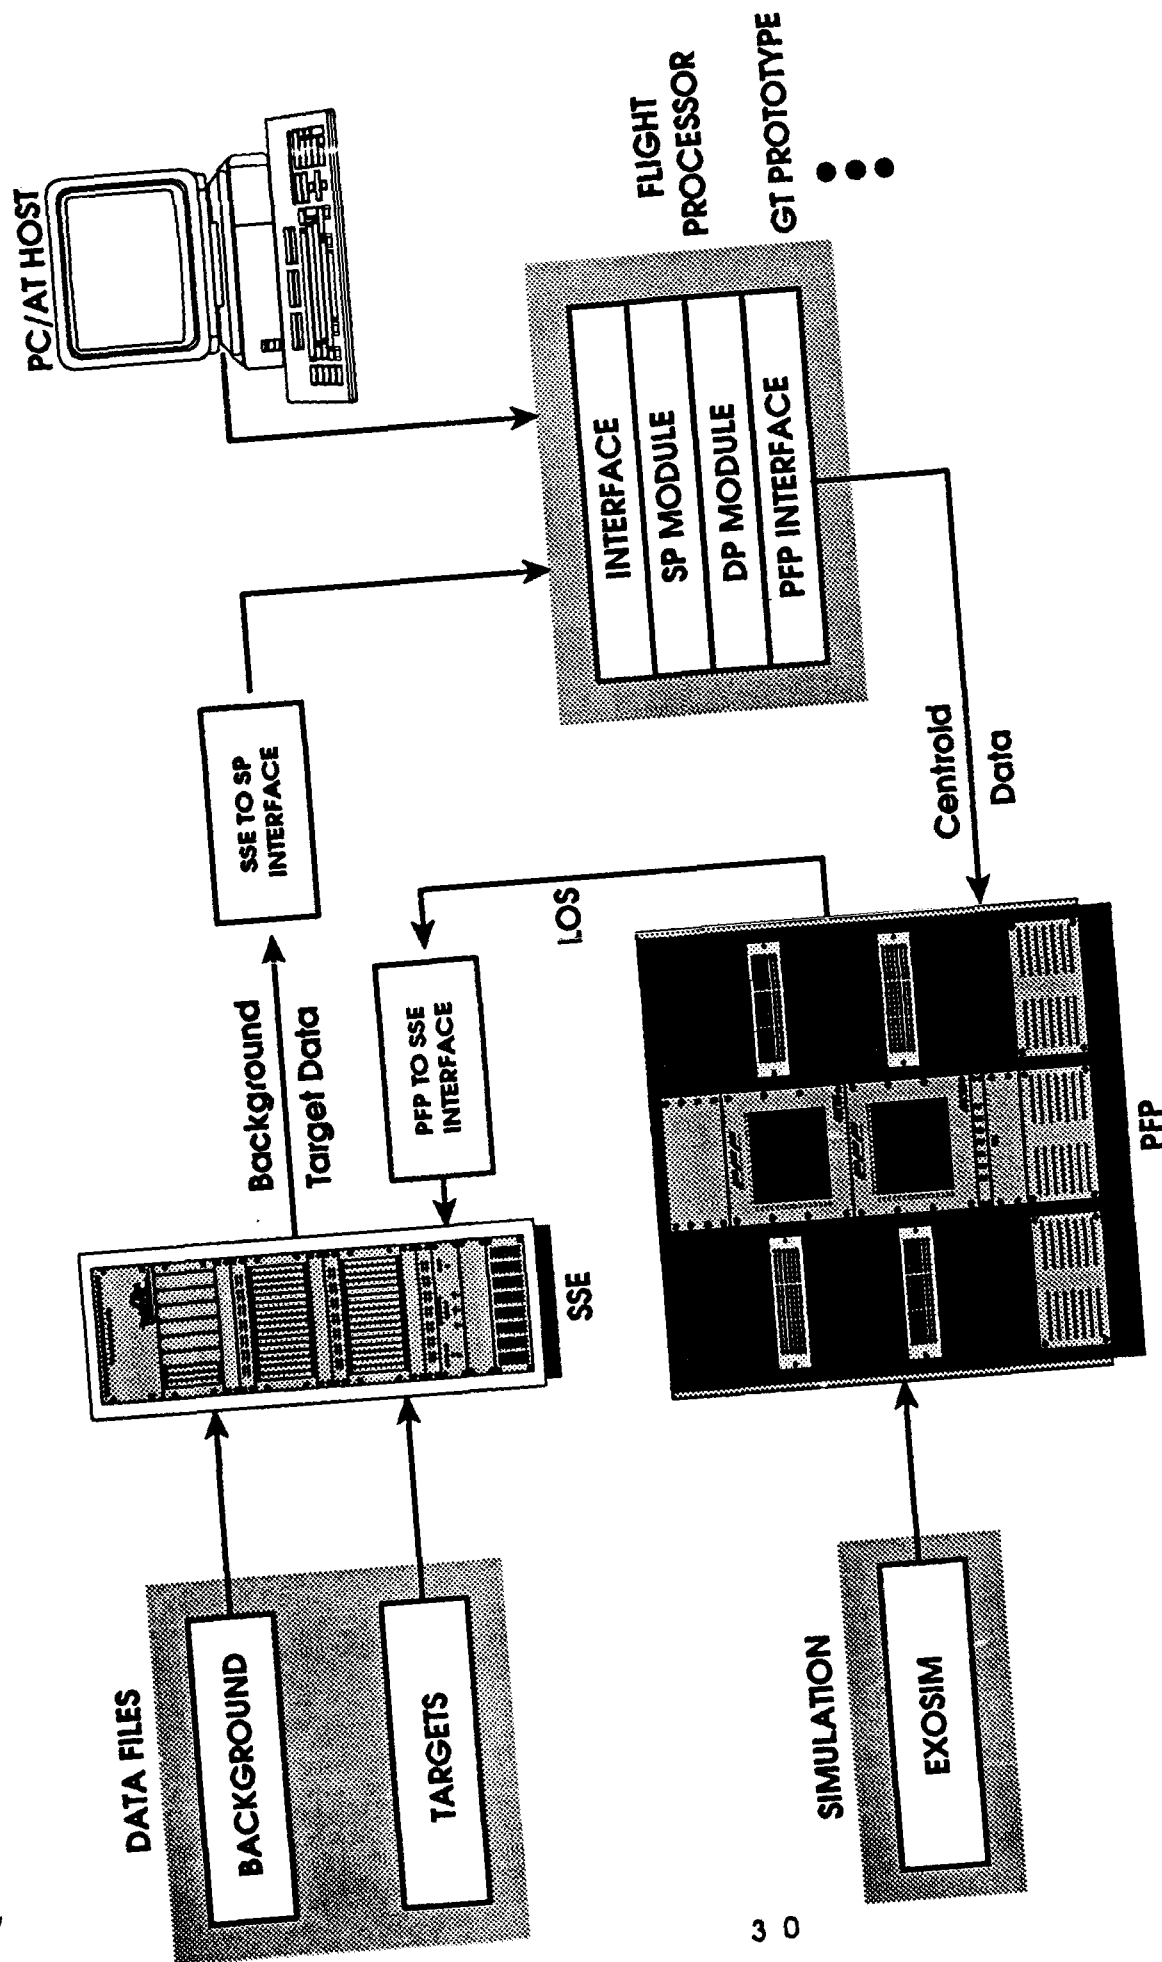 DATA FILES
BACKGROUND
TARGETS
SSE
Background
Target Data
SSE TO SP
INTERFACE
PC/AT HOST
PFP TO SSE
INTERFACE
LOS
INTERFACE
SP MODULE
DP MODULE
PFP INTERFACE
FLIGHT
PROCESSOR
GT PROTOTYPE
Centroid
Data
SIMULATION
EXOSIM
PFP
30